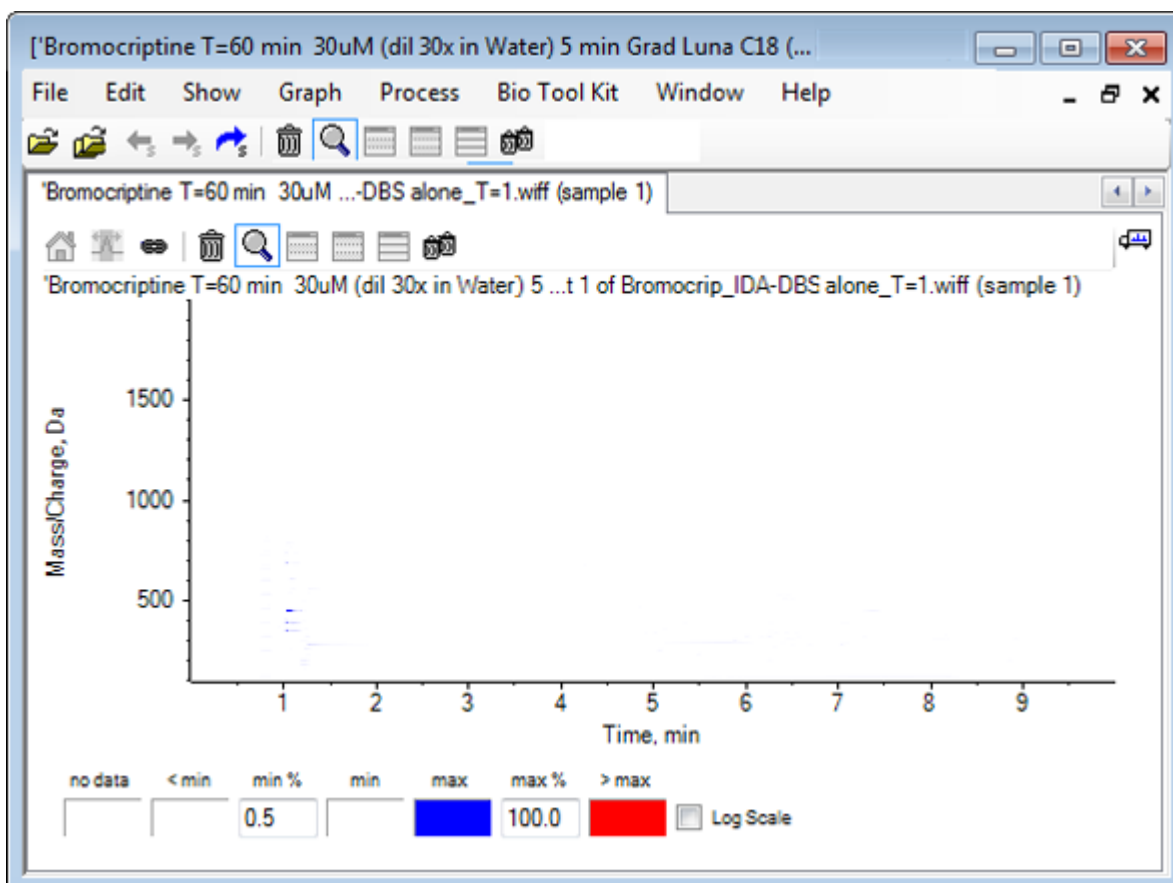 ['Bromocriptine T=60 min  30uM (dil 30x in Water) 5 min Grad Luna C18 (...
File Edit Show Graph Process Bio Tool Kit Window Help
'Bromocriptine T=60 min  30uM ...-DBS alone_T=1.wiff (sample 1)
'Bromocriptine T=60 min  30uM (dil 30x in Water) 5 ...t 1 of Bromocrip_IDA-DBS alone_T=1.wiff (sample 1)
Mass/Charge, Da
1500
1000
500
1 2 3 4 5 6 7 8 9
Time, min
no data < min min % min max max % > max
0.5 100.0 Log Scale